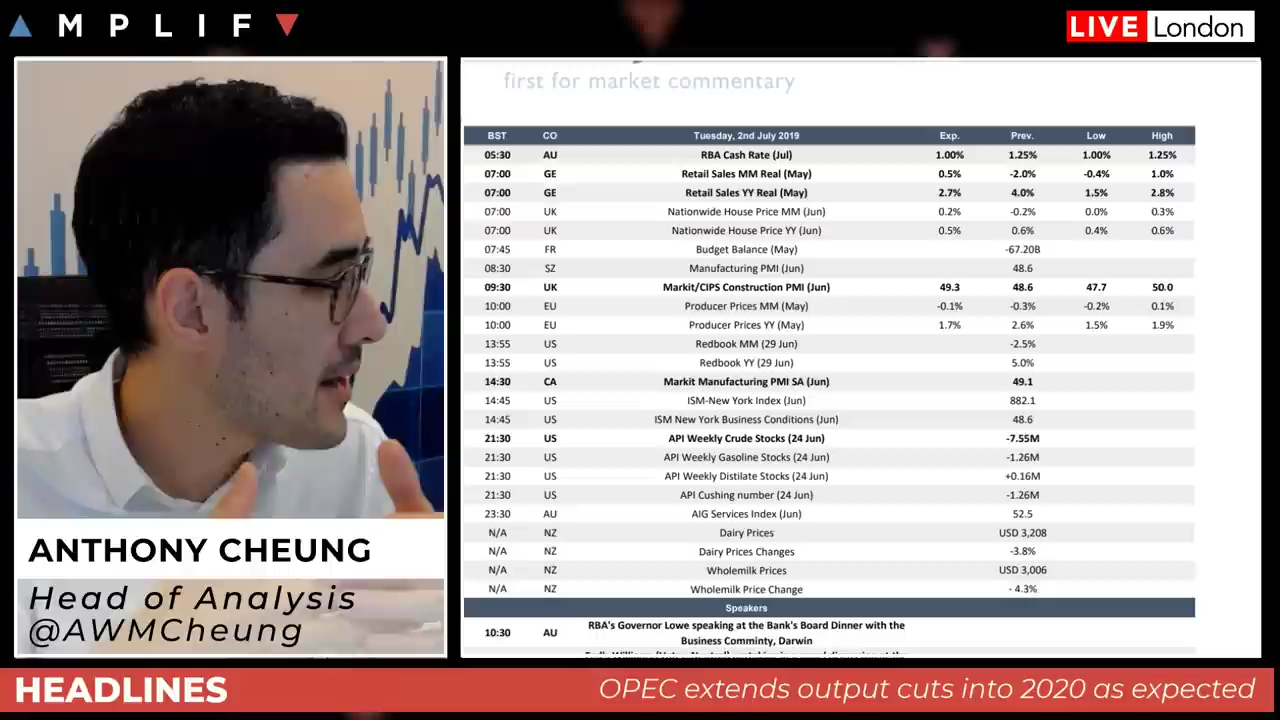 MPLIF
LIVE London
first for market commentary
BST CO Tuesday, 2nd July 2019 Exp. Prev. Low High
05:30 AU RBA Cash Rate (Jul) 1.00% 1.25% 1.00% 1.25%
07:00 GE Retail Sales MM Real (May) 0.5% -2.0% -0.4% 1.0%
07:00 GE Retail Sales YY Real (May) 2.7% 4.0% 1.5% 2.8%
07:00 UK Nationwide House Price MM (Jun) 0.2% -0.2% 0.0% 0.3%
07:00 UK Nationwide House Price YY (Jun) 0.5% 0.6% 0.4% 0.6%
07:45 FR Budget Balance (May) -67.20B
08:30 SZ Manufacturing PMI (Jun) 48.6
09:30 UK Markit/CIPS Construction PMI (Jun) 49.3 48.6 47.7 50.0
10:00 EU Producer Prices MM (May) -0.1% -0.3% -0.2% 0.1%
10:00 EU Producer Prices YY (May) 1.7% 2.6% 1.5% 1.9%
13:55 US Redbook MM (29 Jun) -2.5%
13:55 US Redbook YY (29 Jun) 5.0%
14:30 CA Markit Manufacturing PMI SA (Jun) 49.1
14:45 US ISM-New York Index (Jun) 882.1
14:45 US ISM New York Business Conditions (Jun) 48.6
21:30 US API Weekly Crude Stocks (24 Jun) -7.55M
21:30 US API Weekly Gasoline Stocks (24 Jun) -1.26M
21:30 US API Weekly Distilate Stocks (24 Jun) +0.16M
21:30 US API Cushing number (24 Jun) -1.26M
23:30 AU AIG Services Index (Jun) 52.5
N/A NZ Dairy Prices USD 3,208
N/A NZ Dairy Prices Changes -3.8%
N/A NZ Wholemilk Prices USD 3,006
N/A NZ Wholemilk Price Change - 4.3%
Speakers
10:30 AU RBA's Governor Lowe speaking at the Bank's Board Dinner with the
Business Comminty, Darwin
ANTHONY CHEUNG
Head of Analysis
@AWMCheung
HEADLINES OPEC extends output cuts into 2020 as expected